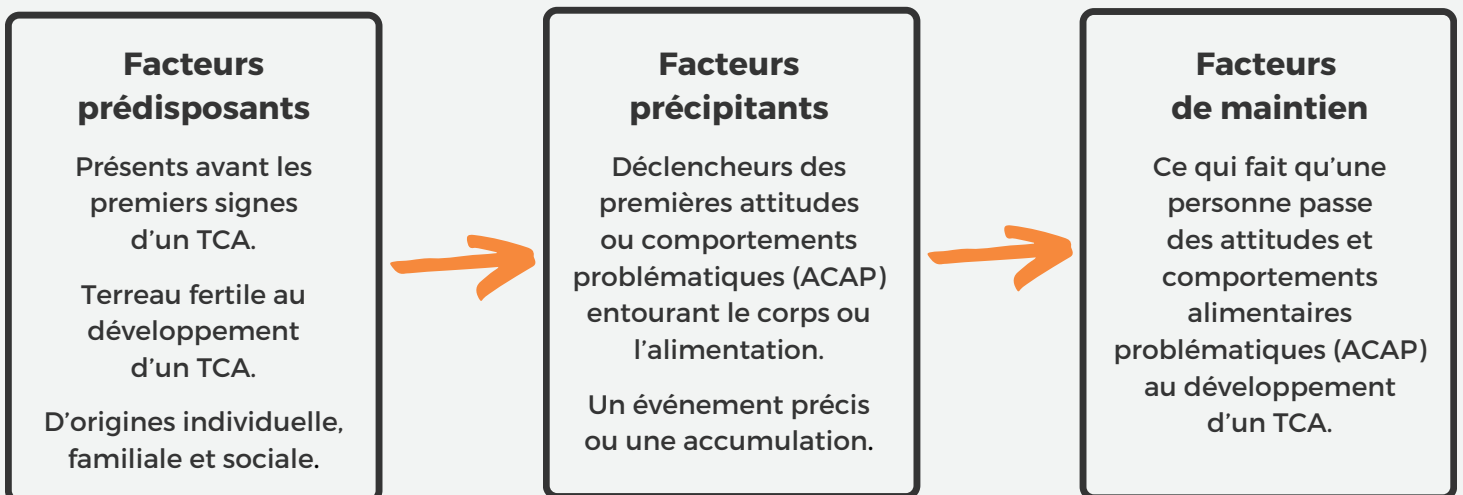 Facteurs
prédisposants
Présents avant les
premiers signes
d'un TCA.
Terreau fertile au
développement
d'un TCA.
D'origines individuelle,
familiale et sociale.
Facteurs
précipitants
Déclencheurs des
premières attitudes
ou comportements
problématiques (ACAP)
entourant le corps ou
l'alimentation.
Un événement précis
ou une accumulation.
Facteurs
de maintien
Ce qui fait qu'une
personne passe
des attitudes et
comportements
alimentaires
problématiques (ACAP)
au développement
d'un TCA.